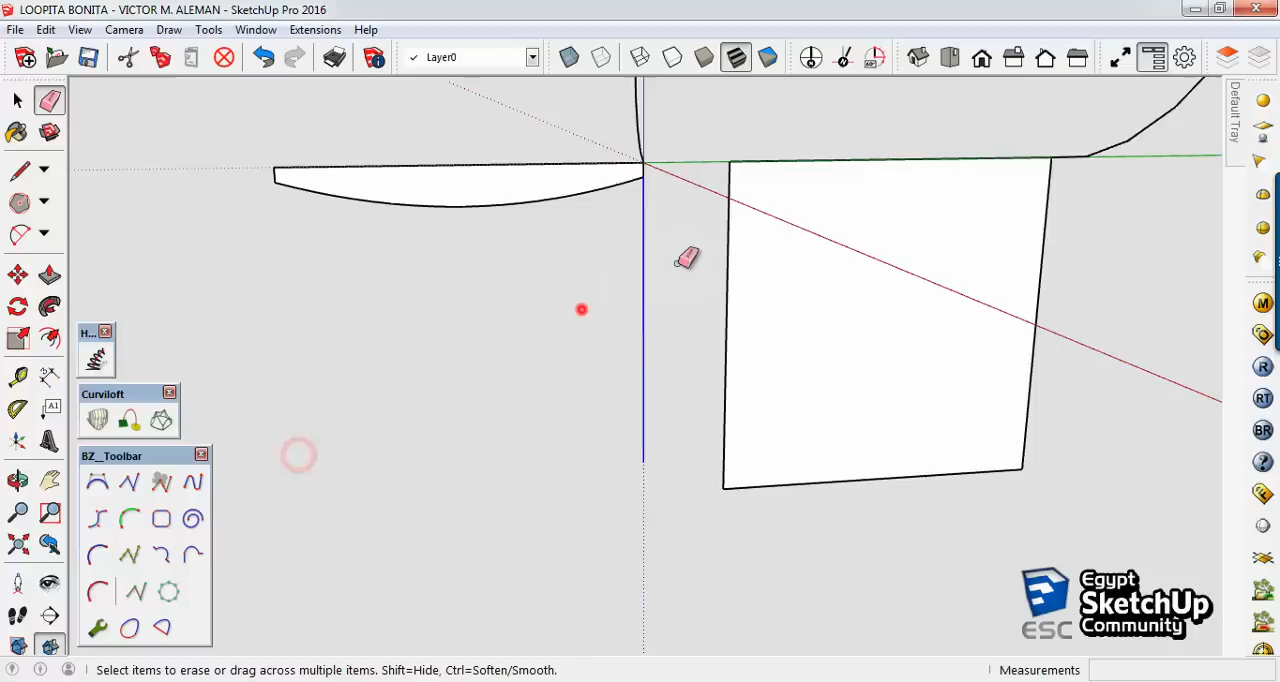 LOOPITA BONITA - VICTOR M. ALEMAN - SketchUp Pro 2016
File Edit View Camera Draw Tools Window Extensions Help
Layer0
Default Tray
H...
Curviloft
A1
BZ__Toolbar
M
R
RT
BR
Egypt
SketchUp
Community
ESC
Select items to erase or drag across multiple items. Shift=Hide, Ctrl=Soften/Smooth.
Measurements